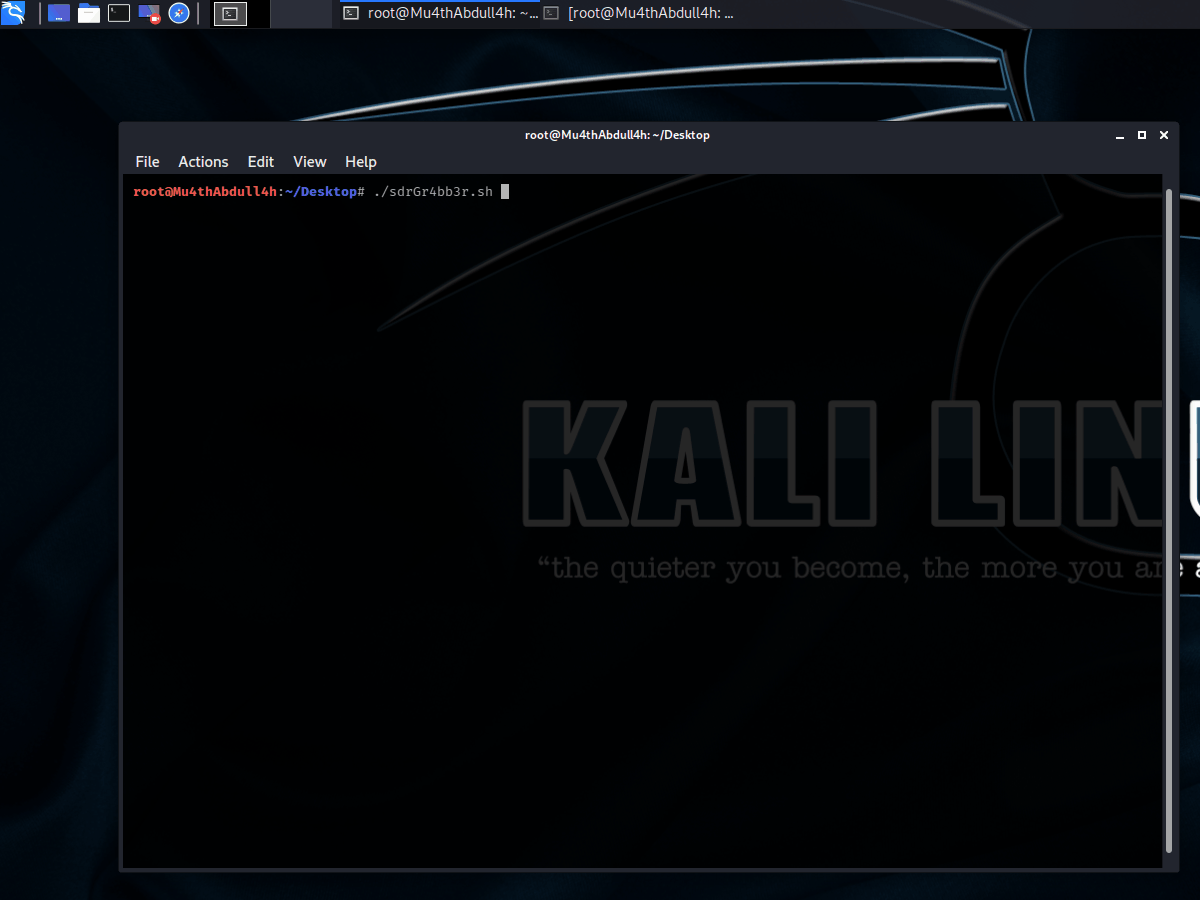 root@Mu4thAbdull4h: ~... [root@Mu4thAbdull4h: ...
root@Mu4thAbdull4h: ~/Desktop
File Actions Edit View Help
root@Mu4thAbdull4h:~/Desktop# ./sdrGr4bb3r.sh
KALI LINU
“the quieter you become, the more you are a